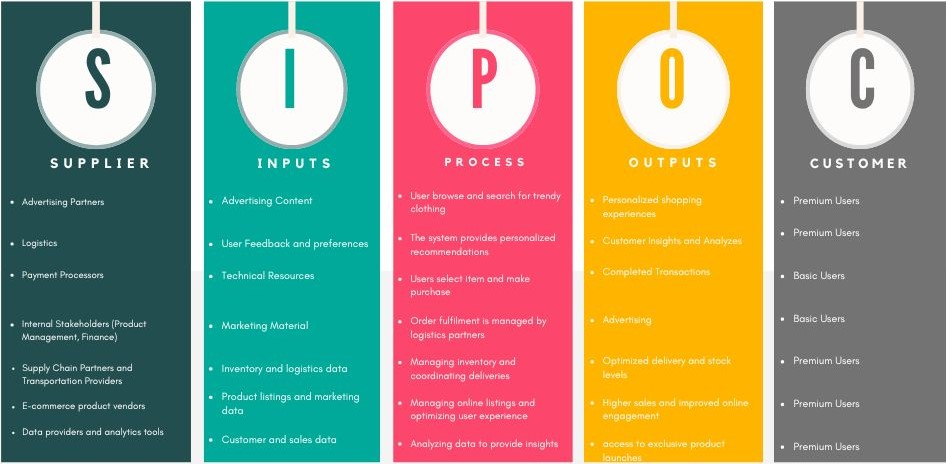 S
SUPPLIER
Advertising Partners
Logistics
Payment Processors
Internal Stakeholders (Product
Management, Finance)
Supply Chain Partners and
Transportation Providers
E-commerce product vendors
Data providers and analytics tools
I
INPUTS
Advertising Content
User Feedback and preferences
Technical Resources
Marketing Material
Inventory and logistics data
Product listings and marketing
data
Customer and sales data
P
PROCESS
User browse and search for trendy
clothing
The system provides personalized
recommendations
Users select item and make
purchase
Order fulfilment is managed by
logistics partners
Managing inventory and
coordinating deliveries
Managing online listings and
optimizing user experience
Analyzing data to provide insights
O
OUTPUTS
Personalized shopping
experiences
Customer Insights and Analyzes
Completed Transactions
Advertising
Optimized delivery and stock
levels
Higher sales and improved online
engagement
access to exclusive product
launches
C
CUSTOMER
Premium Users
Premium Users
Basic Users
Basic Users
Premium Users
Premium Users
Premium Users